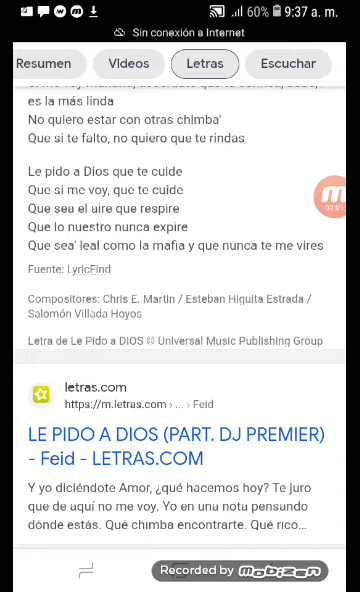 60% 9:37 a. m.
Sin conexión a Internet
Resumen VIdeos Letras Escuchar
es la más linda
No quiero estar con otras chimba'
Que si te falto, no quiero que te rindas
Le pido a Dios que te cuide
Que si me voy, que te cuide
Que sea el aire que respire
Que lo nuestro nunca expire
Que sea' leal como la mafia y que nunca te me vires
Fuente: LyricFind
Compositores: Chris E. Martin / Esteban Higuita Estrada /
Salomón Villada Hoyos
Letra de Le Pido a DIOS © Universal Music Publishing Group
letras.com
https://m.letras.com › ... › Feid
LE PIDO A DIOS (PART. DJ PREMIER)
- Feid - LETRAS.COM
Y yo diciéndote Amor, ¿qué hacemos hoy? Te juro
que de aquí no me voy. Yo en una nota pensando
dónde estás. Qué chimba encontrarte. Qué rico...
Recorded by mobizen